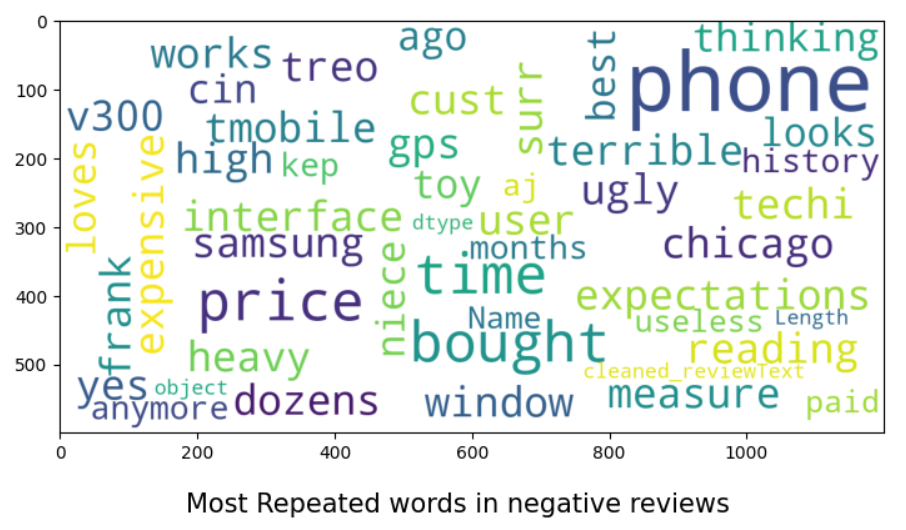 0
100
200
300
400
500
0 200 400 600 800 1000
works
treo
ago
best
thinking
phone
cin
cust
surr
v300
tmobile
gps
terrible
looks
history
loves
expensive
high
kep
toy
aj
ugly
techi
interface
dtype
user
samsung
niece
months
chicago
time
frank
price
expectations
Name
useless
Length
bought
reading
heavy
cleaned_reviewText
yes
object
anymore
dozens
window
measure
paid
Most Repeated words in negative reviews